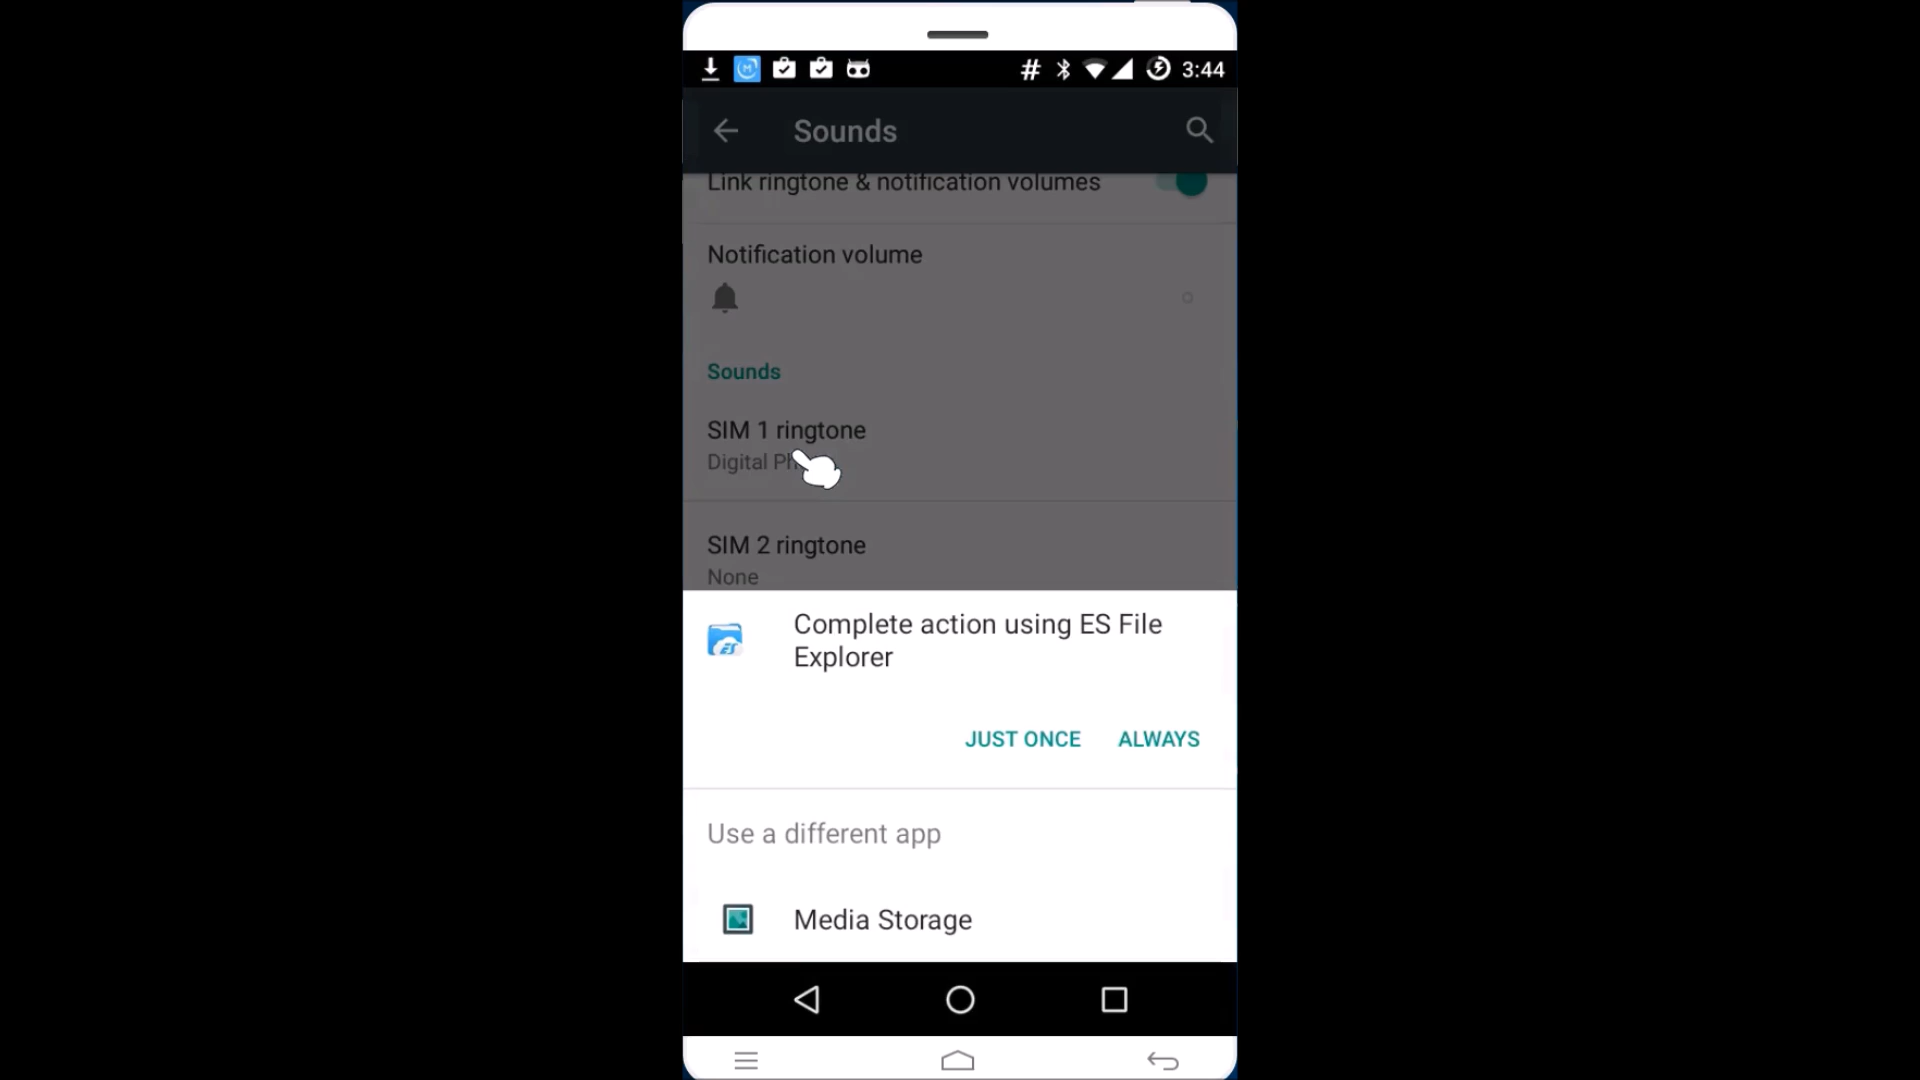 3:44
Sounds
Link ringtone & notification volumes
Notification volume
Sounds
SIM 1 ringtone
Digital
SIM 2 ringtone
None
Complete action using ES File
Explorer
JUST ONCE ALWAYS
Use a different app
Media Storage